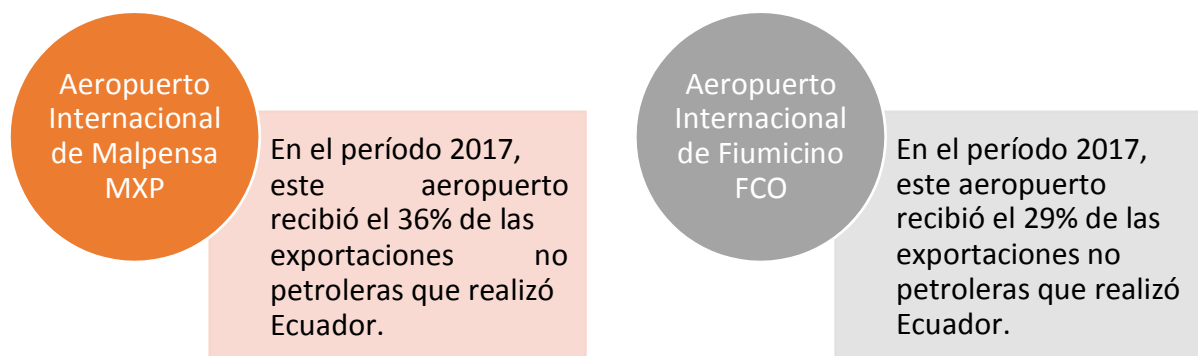 Aeropuerto
Internacional
de Malpensa
MXP
En el período 2017,
este aeropuerto
recibió el 36% de las
exportaciones no
petroleras que realizó
Ecuador.
Aeropuerto
Internacional
de Fiumicino
FCO
En el período 2017,
este aeropuerto
recibió el 29% de las
exportaciones no
petroleras que realizó
Ecuador.